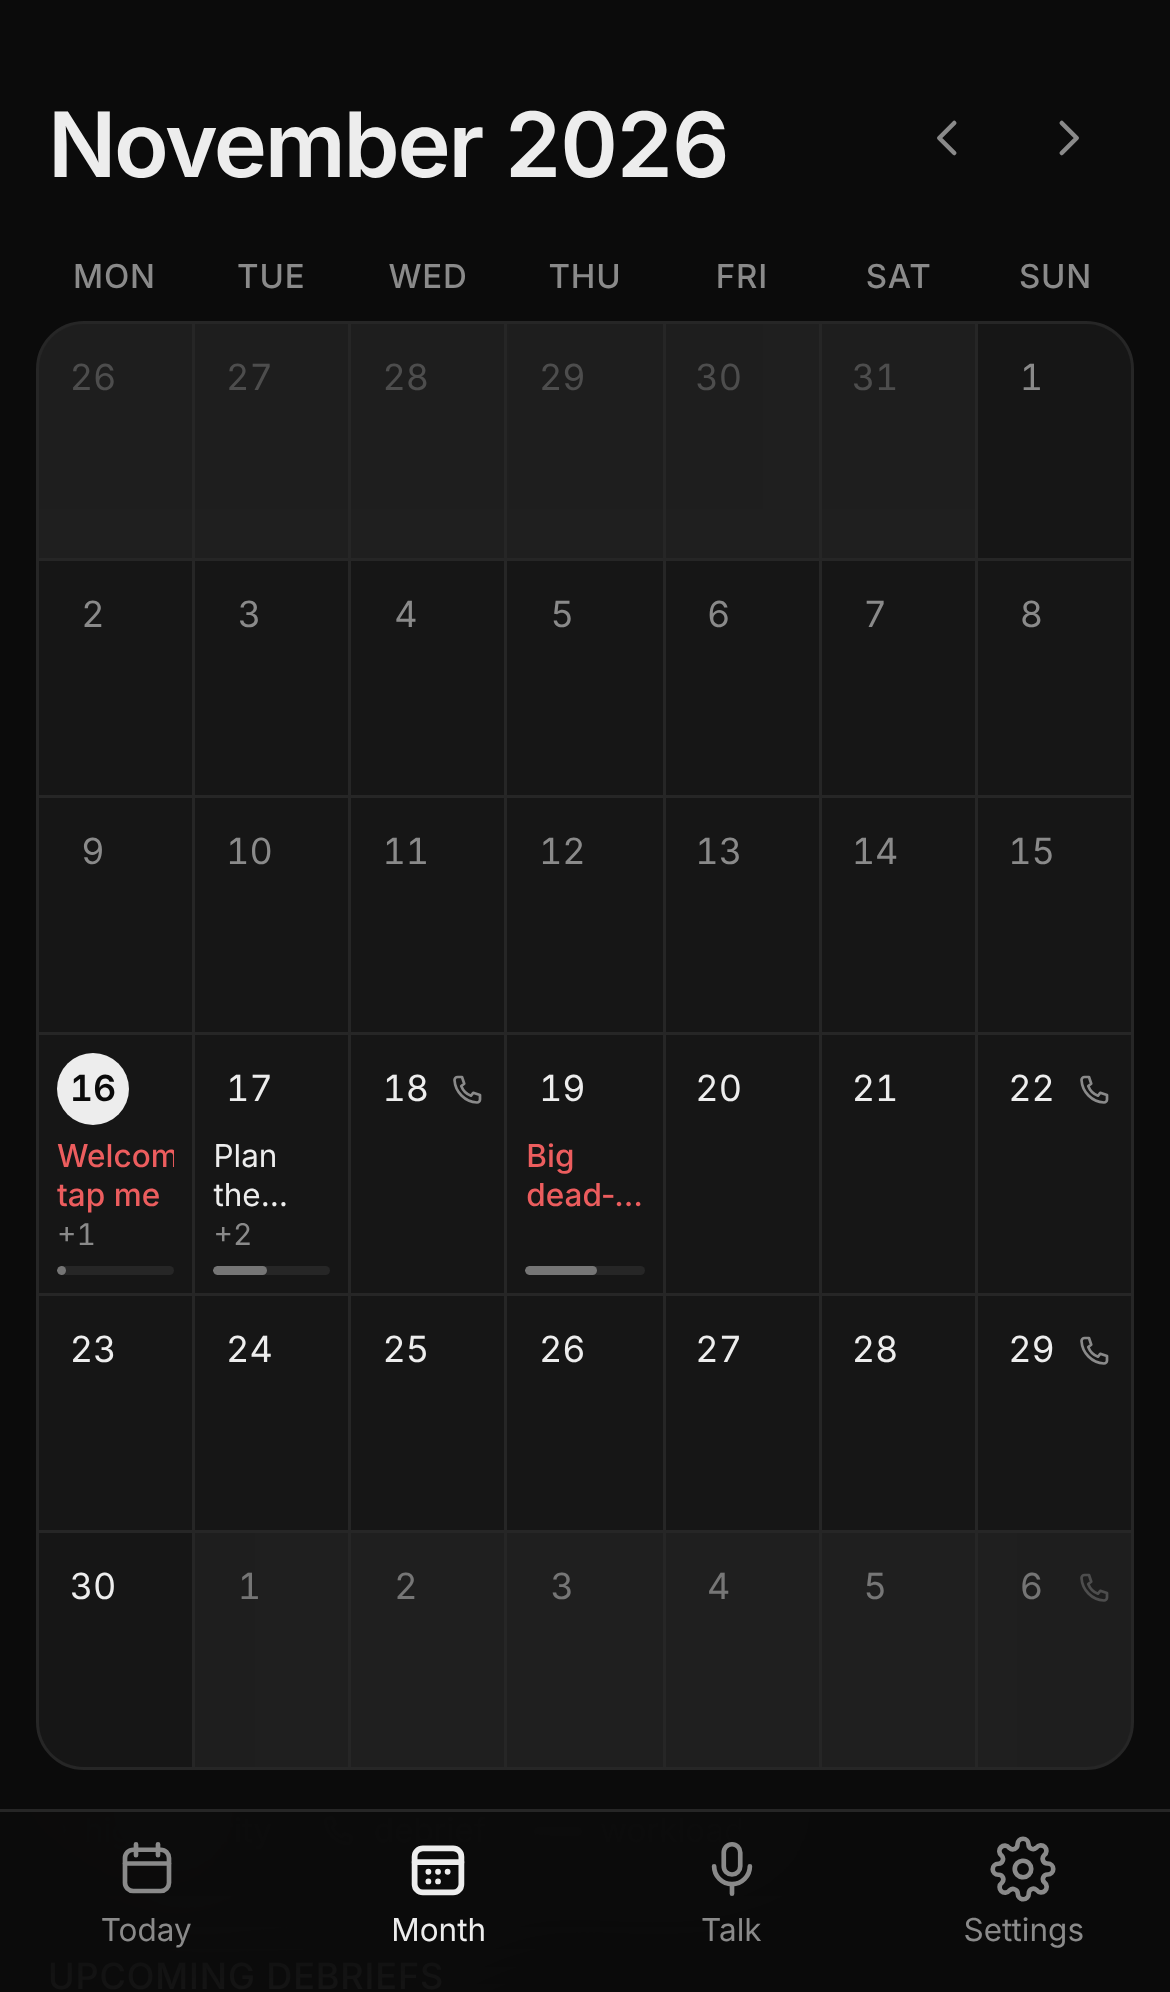 November 2026
MON TUE WED THU FRI SAT SUN
26 27 28 29 30 31 1
2 3 4 5 6 7 8
9 10 11 12 13 14 15
16 17 18 19 20 21 22
Welcom Plan Big
tap me the... dead-...
+1 +2
23 24 25 26 27 28 29
30 1 2 3 4 5 6
Today Month Talk Settings
UPCOMING DEBRIEFS